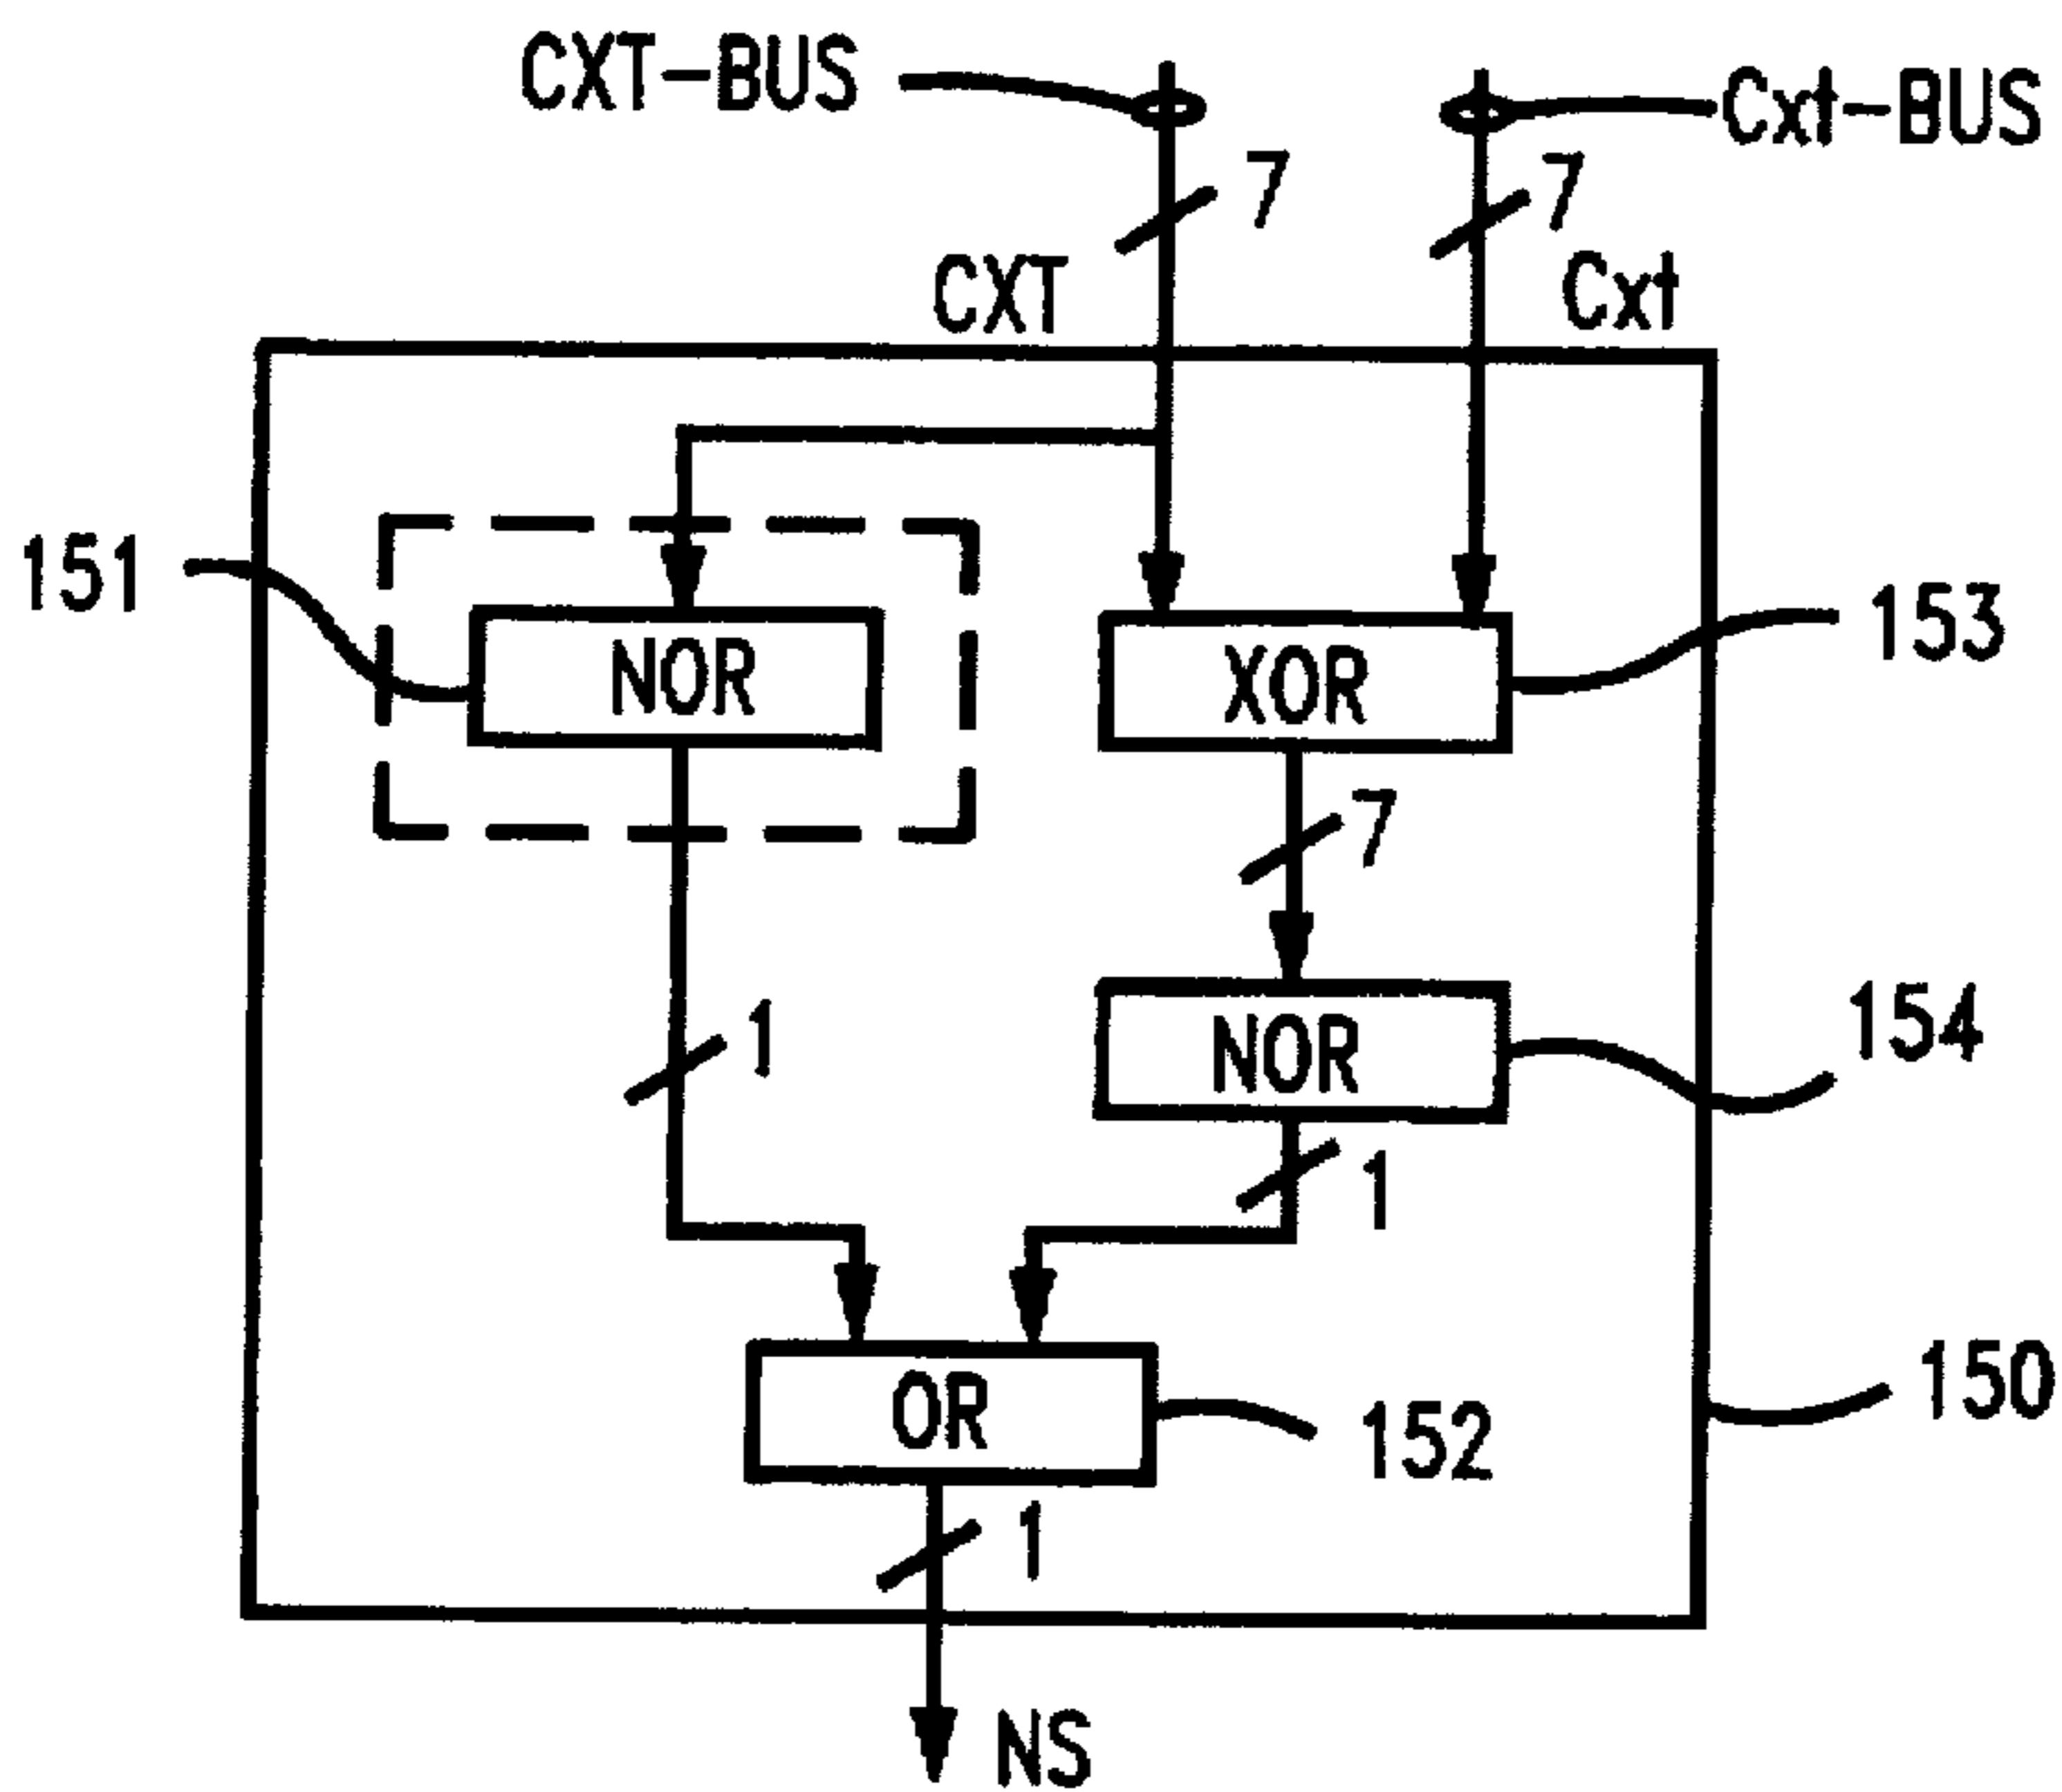 CXT-BUS
Cxt-BUS
7
7
CXT
Cxt
151
NOR
XOR
153
7
1
NOR
154
1
OR
152
150
1
NS